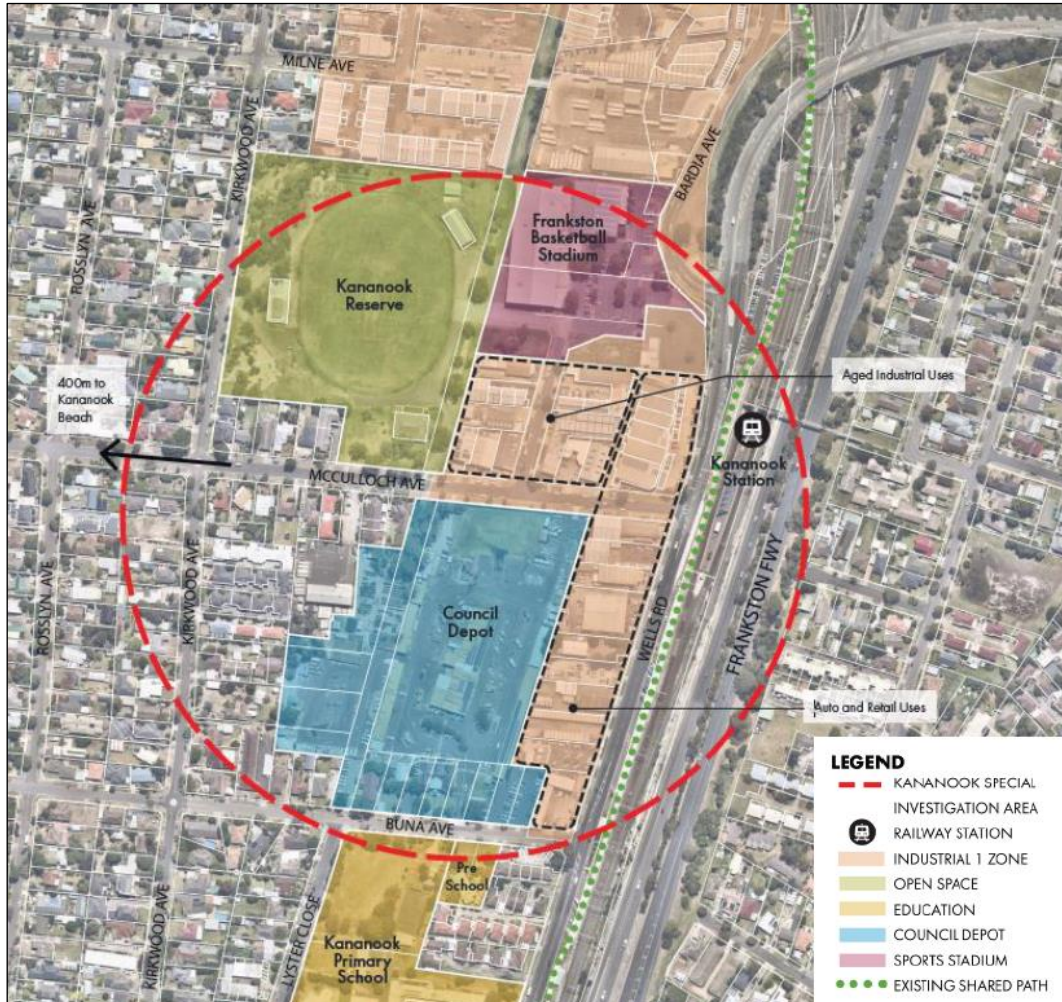 MILNE AVE
KIRKWOOD AVE
BARDIA AVE
ROSSLYN AVE
Frankston
Basketball
Stadium
Kananook
Reserve
400m to
Kananook
Beach
Aged Industrial Uses
Kananook
Station
MCCULLOCH AVE
ROSSLYN AVE
KIRKWOOD AVE
Council
Depot
WELLS RD
FRANKSTON FWY
Auto and Retail Uses
BUNA AVE
Pre
School
KIRKWOOD AVE
LYSTER CLOSE
Kananook
Primary
School
LEGEND
KANANOOK SPECIAL
INVESTIGATION AREA
RAILWAY STATION
INDUSTRIAL 1 ZONE
OPEN SPACE
EDUCATION
COUNCIL DEPOT
SPORTS STADIUM
EXISTING SHARED PATH